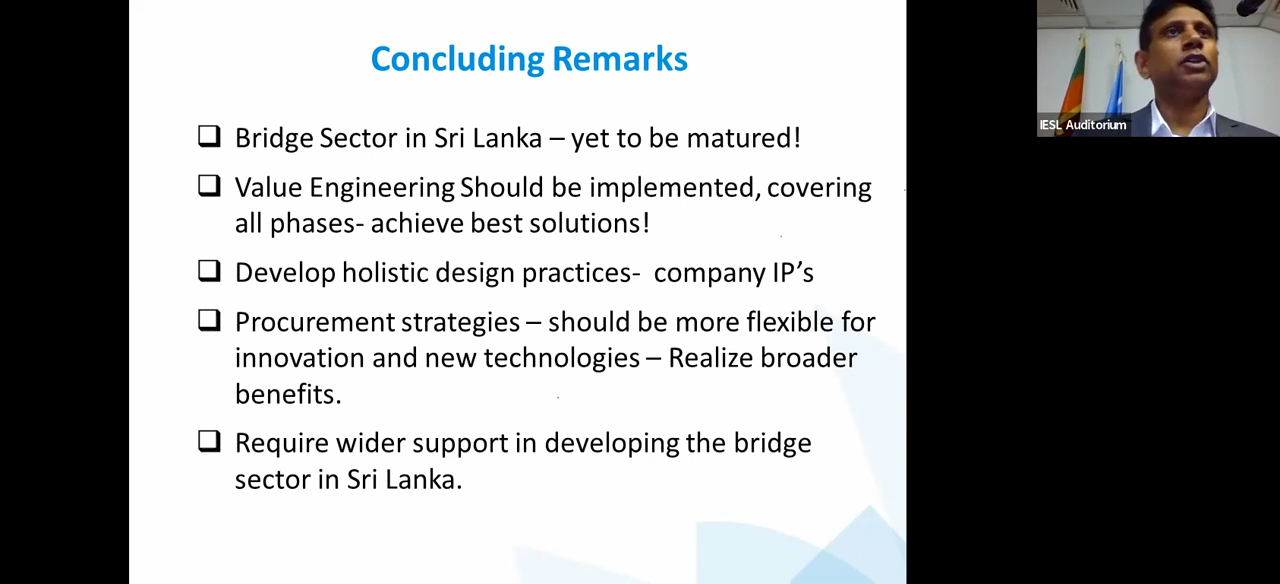 Concluding Remarks
❑ Bridge Sector in Sri Lanka – yet to be matured!
❑ Value Engineering Should be implemented, covering
all phases- achieve best solutions!
❑ Develop holistic design practices- company IP’s
❑ Procurement strategies – should be more flexible for
innovation and new technologies – Realize broader
benefits.
❑ Require wider support in developing the bridge
sector in Sri Lanka.
IESL Auditorium